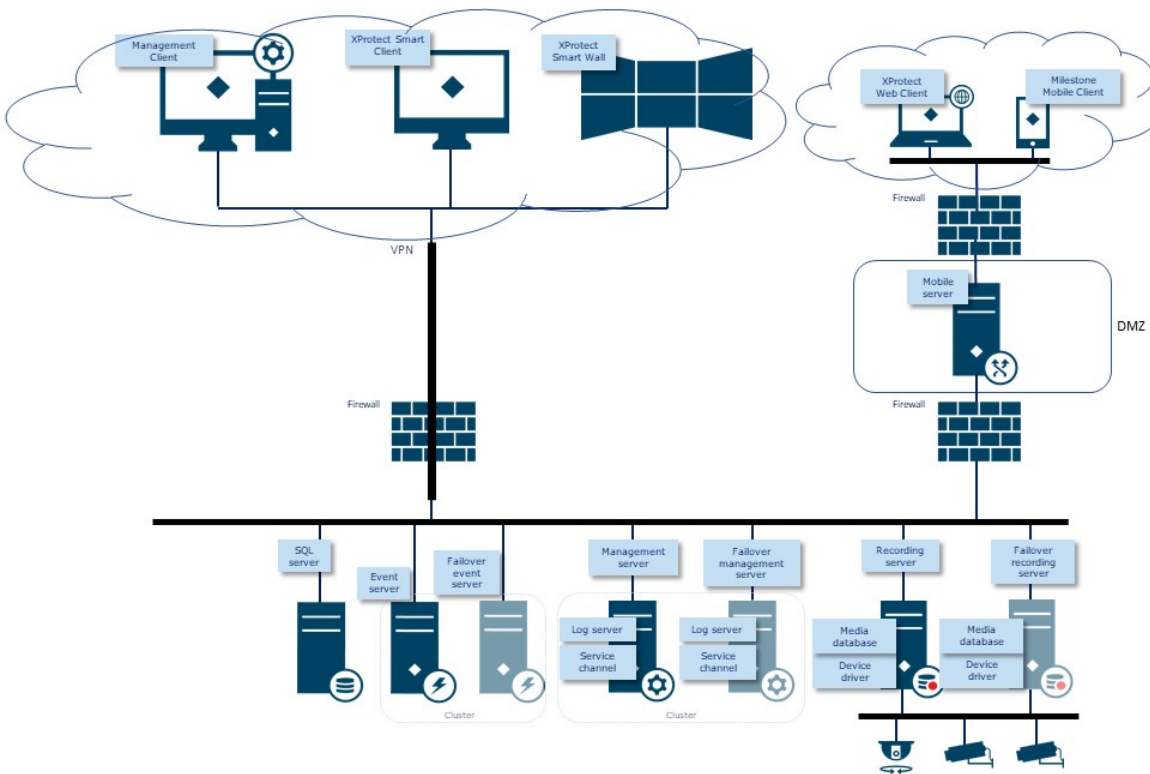 Management
Client
XProtect Smart
Client
XProtect
Smart Wall
XProtect
Web Client
Milestone
Mobile Client
Firewall
VPN
Mobile
server
DMZ
Firewall
Firewall
SQL
server
Event
server
Failover
event
server
Management
server
Failover
management
server
Recording
server
Failover
recording
server
Log server
Service
channel
Log server
Service
channel
Media
database
Device
driver
Media
database
Device
driver
Cluster
Cluster